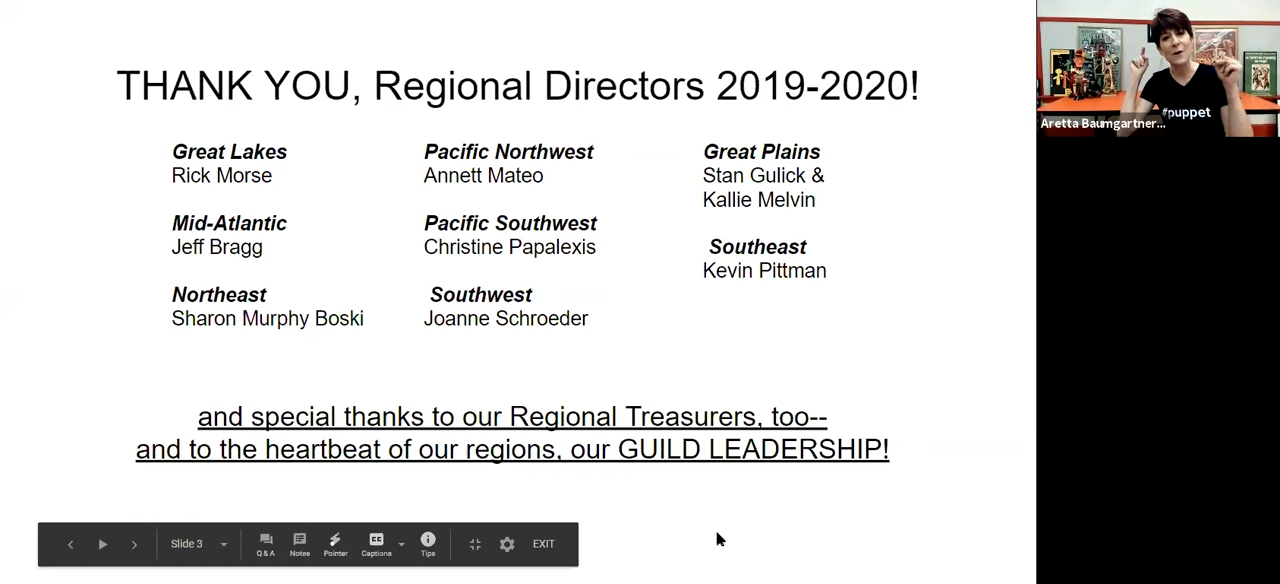 THANK YOU, Regional Directors 2019-2020!
Great Lakes
Rick Morse
Mid-Atlantic
Jeff Bragg
Northeast
Sharon Murphy Boski
Pacific Northwest
Annett Mateo
Pacific Southwest
Christine Papalexis
Southwest
Joanne Schroeder
Great Plains
Stan Gulick &
Kallie Melvin
Southeast
Kevin Pittman
and special thanks to our Regional Treasurers, too--
and to the heartbeat of our regions, our GUILD LEADERSHIP!
#puppet
Aretta Baumgartner...
Slide 3
Q & A
Notes
Pointer
CC
Captions
Tips
EXIT